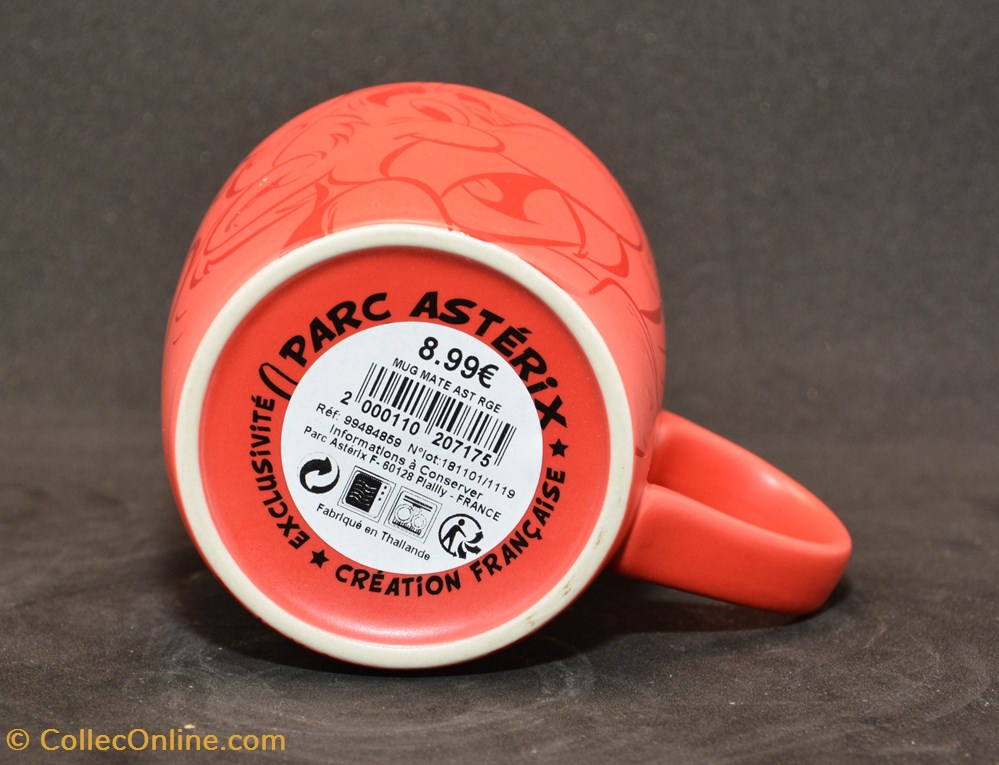 PARC ASTÉRiX
EXCLUSiViTÉ ★ CRÉATiON FRANÇAiSE ★
8.99€
MUG MATE AST RGE
2 000110 207175
Réf: 99484859 N°lot:181101/1119
Informations à Conserver
Parc Astérix F- 60128 Plailly - FRANCE
Fabriqué en Thaïlande
© CollecOnline.com